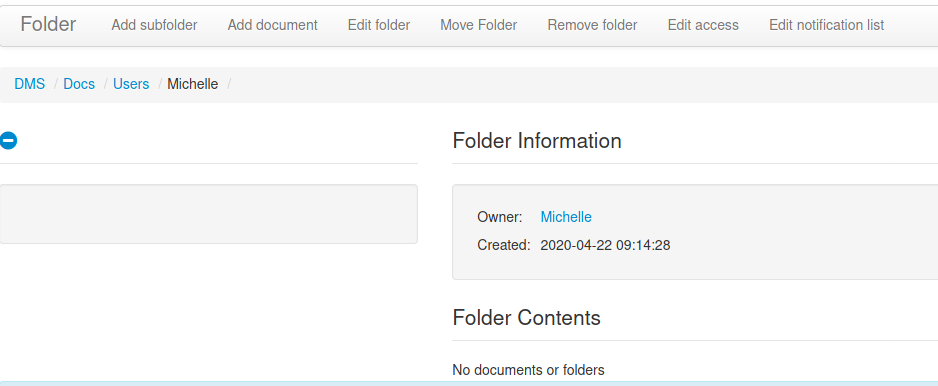 Folder Add subfolder Add document Edit folder Move Folder Remove folder Edit access Edit notification list
DMS / Docs / Users / Michelle /
Folder Information
Owner: Michelle
Created: 2020-04-22 09:14:28
Folder Contents
No documents or folders